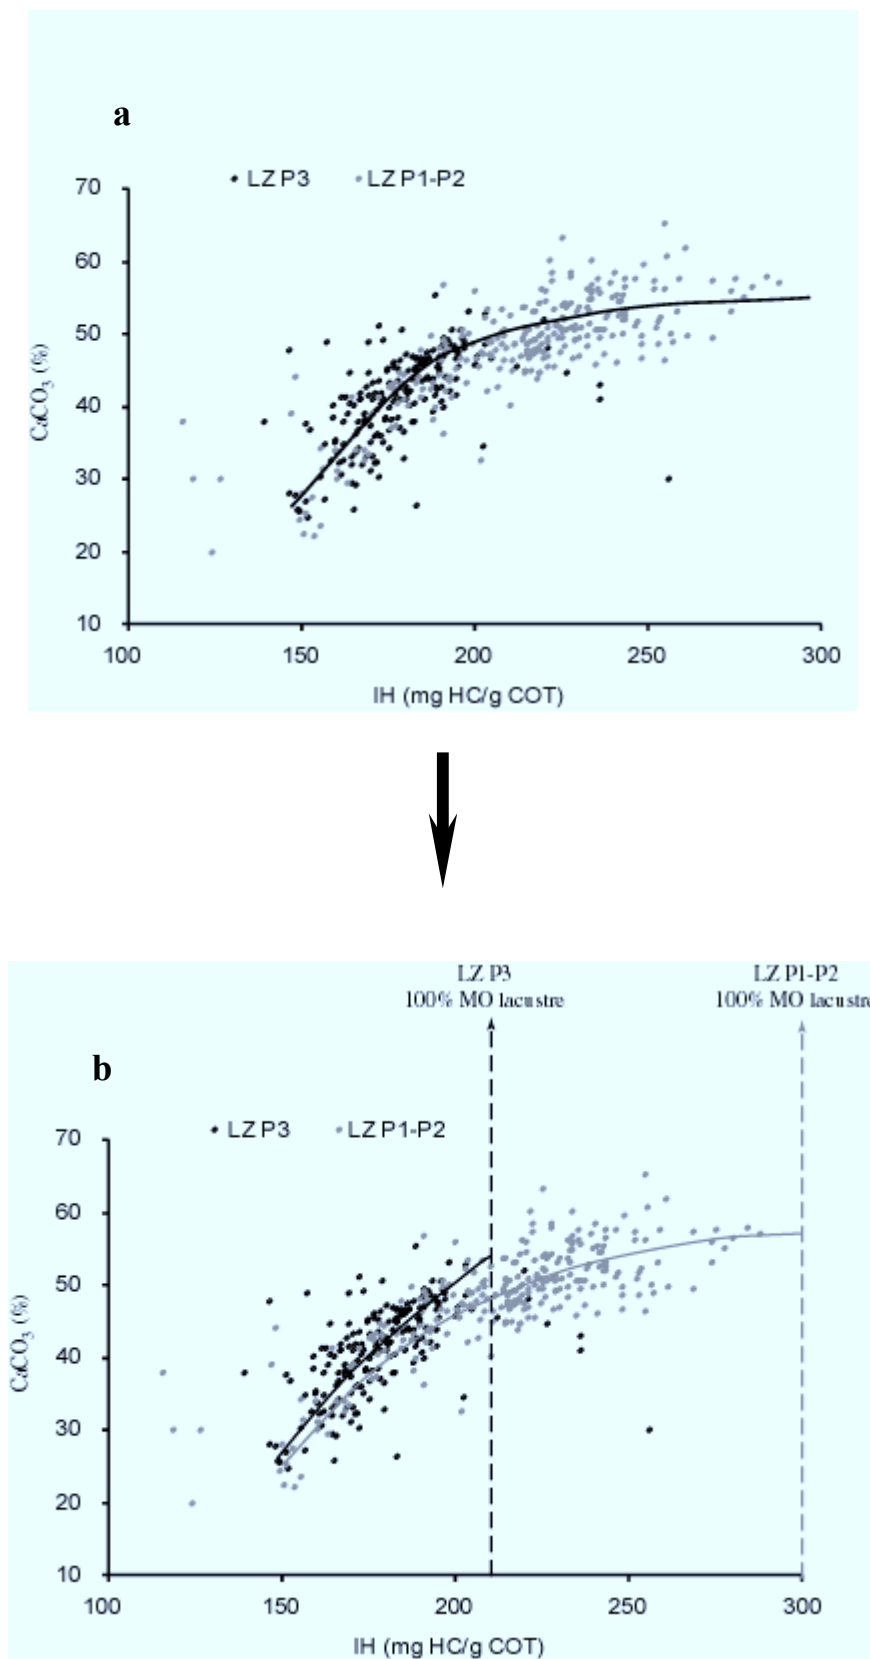 a
LZ P3 LZ P1-P2
70
60
50
40
30
20
10
CaCO3 (%)
100 150 200 250 300
IH (mg HC/g COT)
LZ P3 LZ P1-P2
100% MO lacustre 100% MO lacustre
b
LZ P3 LZ P1-P2
70
60
50
40
30
20
10
CaCO3 (%)
100 150 200 250 300
IH (mg HC/g COT)